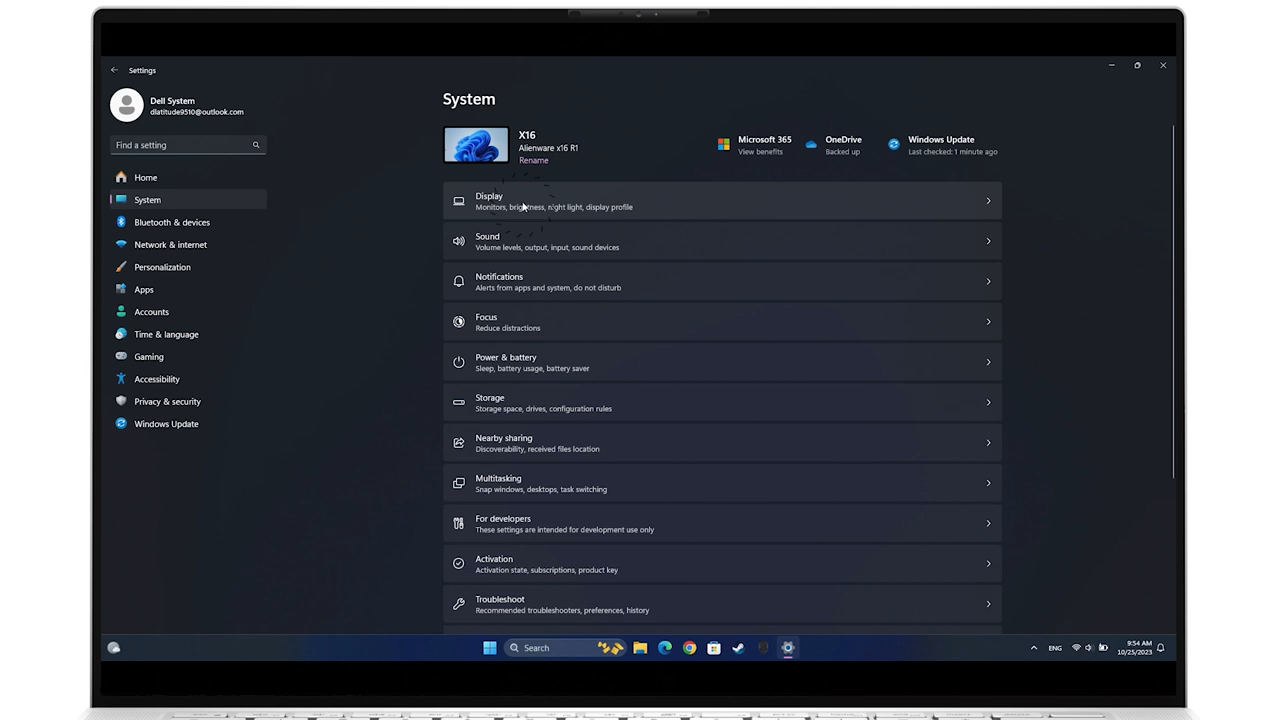 Settings
Dell System
dlatitude9510@outlook.com
Find a setting
Home
System
Bluetooth & devices
Network & internet
Personalization
Apps
Accounts
Time & language
Gaming
Accessibility
Privacy & security
Windows Update
System
X16
Alienware x16 R1
Rename
Microsoft 365
View benefits
OneDrive
Backed up
Windows Update
Last checked: 1 minute ago
Display
Monitors, brightness, night light, display profile
Sound
Volume levels, output, input, sound devices
Notifications
Alerts from apps and system, do not disturb
Focus
Reduce distractions
Power & battery
Sleep, battery usage, battery saver
Storage
Storage space, drives, configuration rules
Nearby sharing
Discoverability, received files location
Multitasking
Snap windows, desktops, task switching
For developers
These settings are intended for development use only
Activation
Activation state, subscriptions, product key
Troubleshoot
Recommended troubleshooters, preferences, history
Search
ENG
9:54 AM
10/25/2023